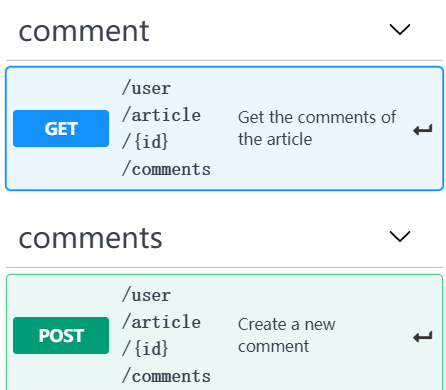 comment
GET
/user
/article
/{id}
/comments
Get the comments of
the article
comments
POST
/user
/article
/{id}
/comments
Create a new
comment